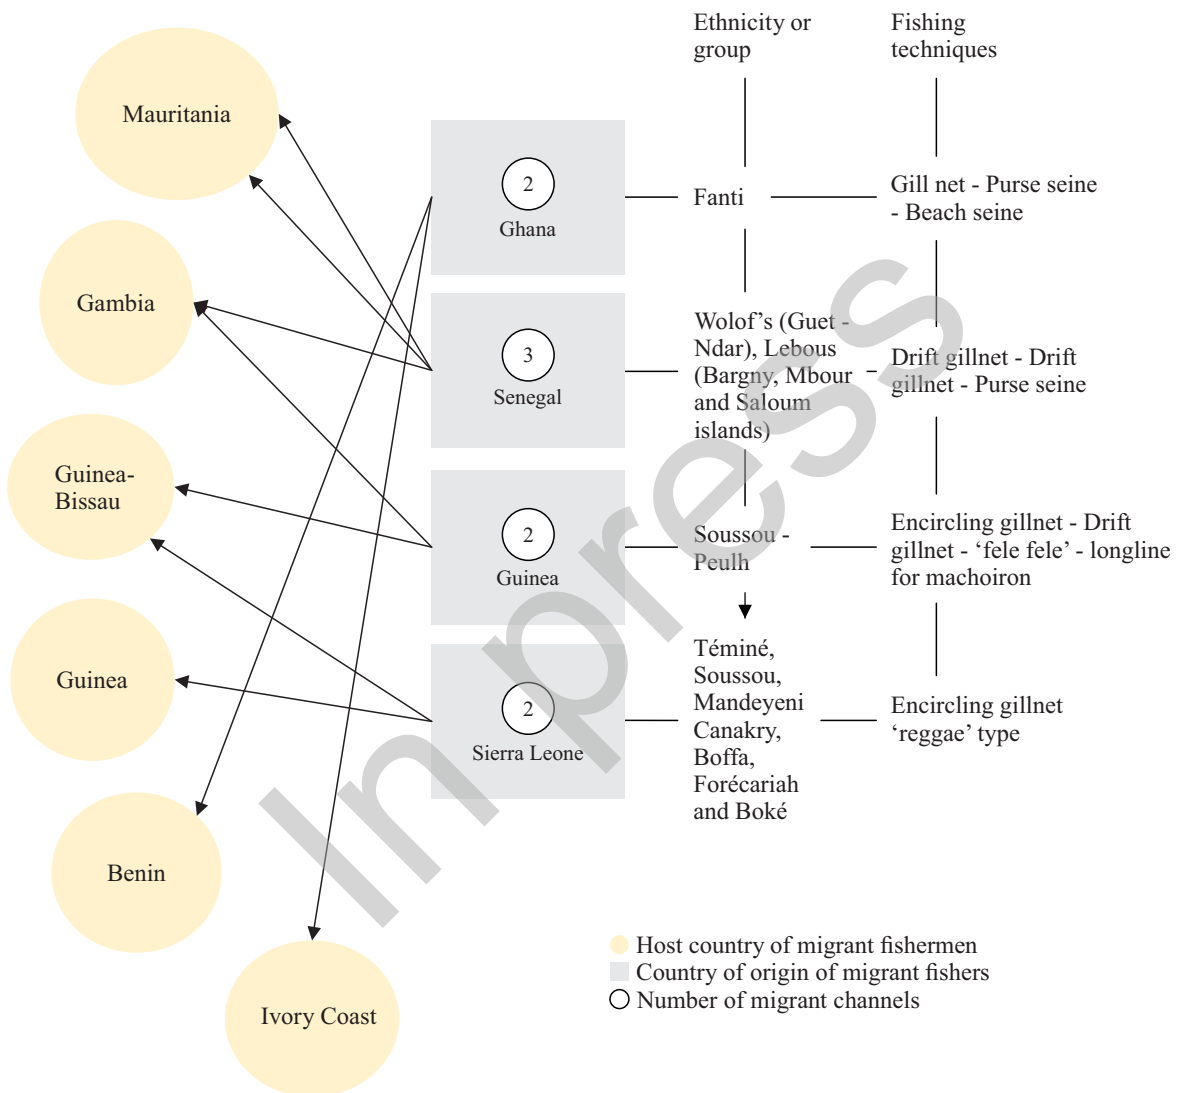 Ethnicity or
group
Fishing
techniques
Mauritania
Gambia
Guinea-
Bissau
Guinea
Benin
Ivory Coast
2
Ghana
3
Senegal
2
Guinea
2
Sierra Leone
Fanti
Gill net - Purse seine
- Beach seine
Wolof’s (Guet -
Ndar), Lebous
(Bargny, Mbour
and Saloum
islands)
Drift gillnet - Drift
gillnet - Purse seine
Soussou -
Peulh
Encircling gillnet - Drift
gillnet - ‘fele fele’ - longline
for machoiron
Téminé,
Soussou,
Mandeyeni
Canakry,
Boffa,
Forécariah
and Boké
Encircling gillnet
‘reggae’ type
Host country of migrant fishermen
Country of origin of migrant fishers
Number of migrant channels
In press